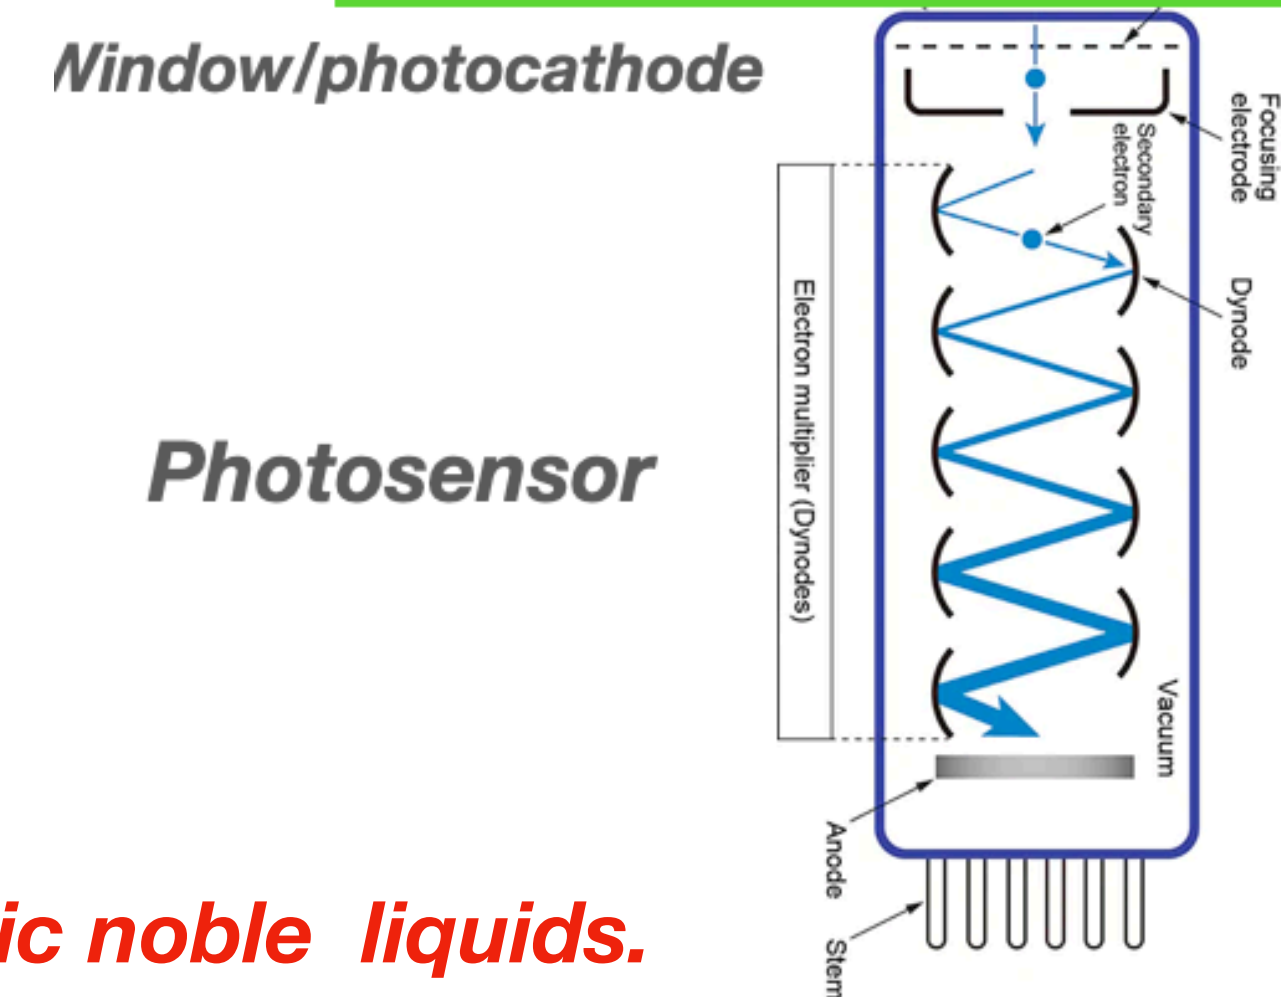 Window/photocathode
Focusing
electrode
Secondary
electron
Dynode
Electron multiplier (Dynodes)
Photosensor
Vacuum
Anode
Stem
ic noble liquids.